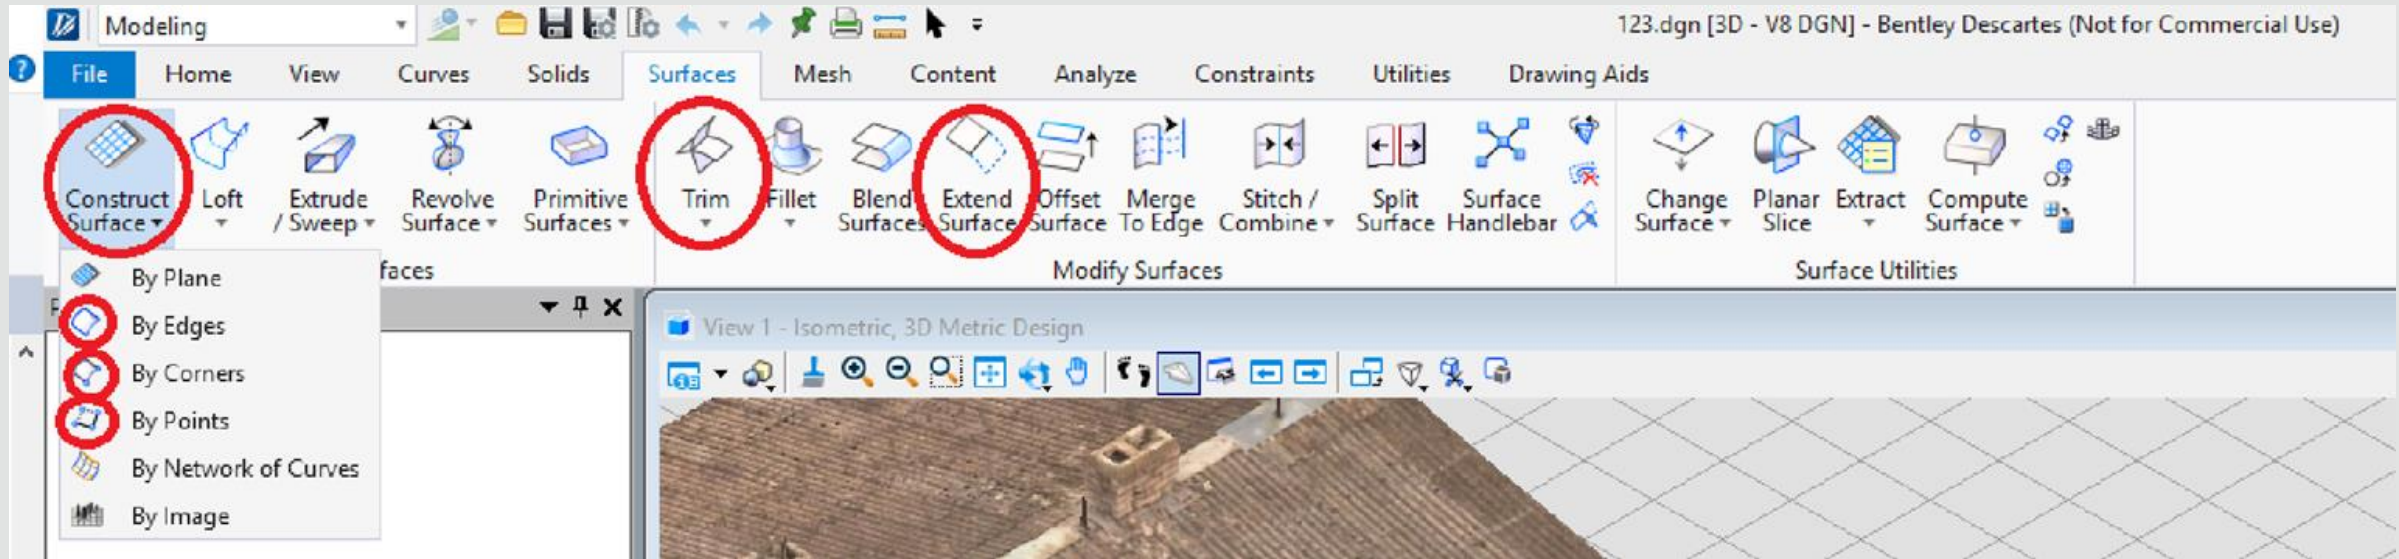 Modeling
123.dgn [3D - V8 DGN] - Bentley Descartes (Not for Commercial Use)
File Home View Curves Solids Surfaces Mesh Content Analyze Constraints Utilities Drawing Aids
Construct Surface
Loft
Extrude / Sweep
Revolve Surface
Primitive Surfaces
Trim
Fillet
Blend Surfaces
Extend Surface
Offset Surface
Merge To Edge
Stitch / Combine
Split Surface
Surface Handlebar
Change Surface
Planar Slice
Extract
Compute Surface
faces
Modify Surfaces
Surface Utilities
By Plane
By Edges
By Corners
By Points
By Network of Curves
By Image
View 1 - Isometric, 3D Metric Design